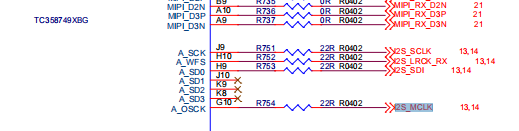 B9 R735 0R R0402 MIPI_RX_D2N 21
MIPI_D2N
A10 R736 0R R0402 MIPI_RX_D3P 21
MIPI_D3P
A9 R737 0R R0402 MIPI_RX_D3N 21
MIPI_D3N
TC358749XBG
J9 R751 22R R0402 I2S_SCLK 13,14
A_SCK
H10 R752 22R R0402 I2S_LRCK_RX 13,14
A_WFS
H9 R753 22R R0402 I2S_SDI 13,14
A_SD0
J10
A_SD1
K9
A_SD2
K8
A_SD3
G10 R754 22R R0402 I2S_MCLK 13,14
A_OSCK